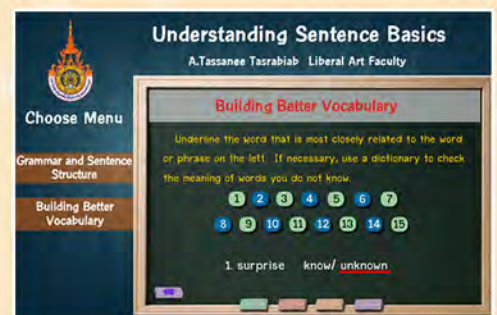 Understanding Sentence Basics
A.Tassanee Tasrabiab Liberal Art Faculty
Choose Menu
Grammar and Sentence
Structure
Building Better
Vocabulary
Building Better Vocabulary
Underline the word that is most closely related to the word
or phrase on the left. If necessary, use a dictionary to check
the meaning of words you do not know.
1 2 3 4 5 6 7
8 9 10 11 12 13 14 15
1. surprise know/ unknown